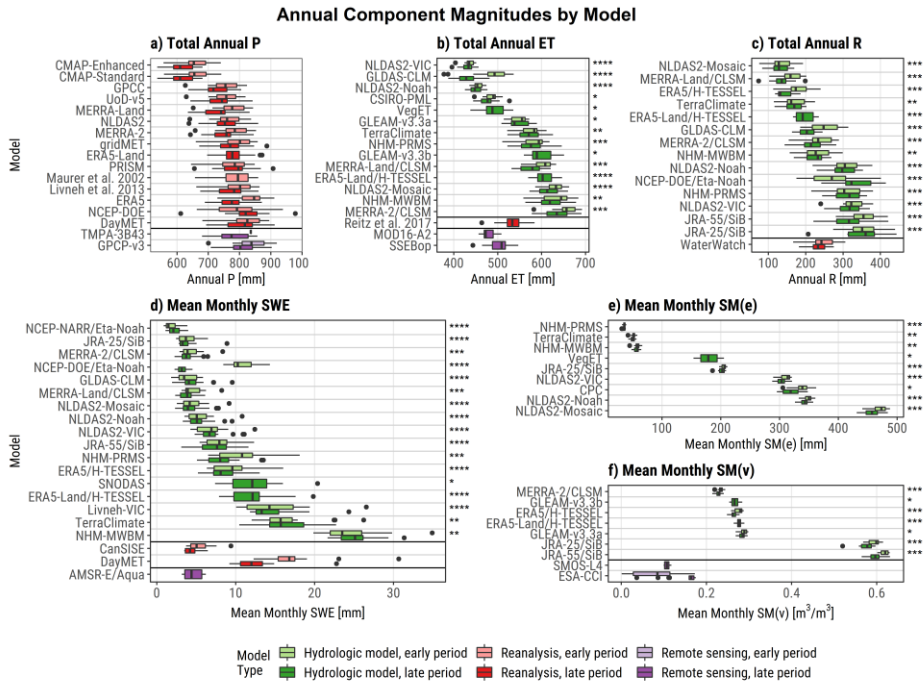 Annual Component Magnitudes by Model
a) Total Annual P
Model
CMAP-Enhanced
CMAP-Standard
GPCC
UoD-v5
MERRA-Land
NLDAS2
MERRA-2
gridMET
ERA5-Land
PRISM
Maurer et al. 2002
Livneh et al. 2013
ERA5
NCEP-DOE
DayMET
TMPA-3B43
GPCP-v3
600 700 800 900 1000
Annual P [mm]
b) Total Annual ET
NLDAS2-VIC ****
GLDAS-CLM ****
NLDAS2-Noah ****
CSIRO-PML *
VegET *
GLEAM-v3.3a *
TerraClimate **
NHM-PRMS **
GLEAM-v3.3b *
MERRA-Land/CLSM ***
ERA5-Land/H-TESSEL ****
NLDAS2-Mosaic ****
NHM-MWBM **
MERRA-2/CLSM ***
Reitz et al. 2017
MOD16-A2
SSEBop
400 500 600 700
Annual ET [mm]
c) Total Annual R
NLDAS2-Mosaic
MERRA-Land/CLSM
ERA5/H-TESSEL
TerraClimate
ERA5-Land/H-TESSEL
GLDAS-CLM
MERRA-2/CLSM
NHM-MWBM
NLDAS2-Noah
NCEP-DOE/Eta-Noah
NHM-PRMS
NLDAS2-VIC
JRA-55/SiB
JRA-25/SiB
WaterWatch
100 200 300 400
Annual R [mm]
d) Mean Monthly SWE
Model
NCEP-NARR/Eta-Noah ****
JRA-25/SiB ****
MERRA-2/CLSM ***
NCEP-DOE/Eta-Noah ****
GLDAS-CLM ****
MERRA-Land/CLSM ***
NLDAS2-Mosaic ****
NLDAS2-Noah ****
NLDAS2-VIC ****
JRA-55/SiB ****
NHM-PRMS **
ERA5/H-TESSEL ****
SNODAS *
ERA5-Land/H-TESSEL ****
Livneh-VIC ****
TerraClimate **
NHM-MWBM **
CanSISE
DayMET
AMSR-E/Aqua
0 10 20 30
Mean Monthly SWE [mm]
e) Mean Monthly SM(e)
NHM-PRMS
TerraClimate
NHM-MWBM
VegET
JRA-25/SiB
NLDAS2-VIC
CPC
NLDAS2-Noah
NLDAS2-Mosaic
0 100 200 300 400 500
Mean Monthly SM(e) [mm]
f) Mean Monthly SM(v)
MERRA-2/CLSM
GLEAM-v3.3b
ERA5/H-TESSEL
ERA5-Land/H-TESSEL
GLEAM-v3.3a
JRA-25/SiB
JRA-55/SiB
SMOS-L4
ESA-CCI
0.0 0.2 0.4 0.6
Mean Monthly SM(v) [m³/m³]
Model Type
Hydrologic model, early period
Reanalysis, early period
Remote sensing, early period
Hydrologic model, late period
Reanalysis, late period
Remote sensing, late period